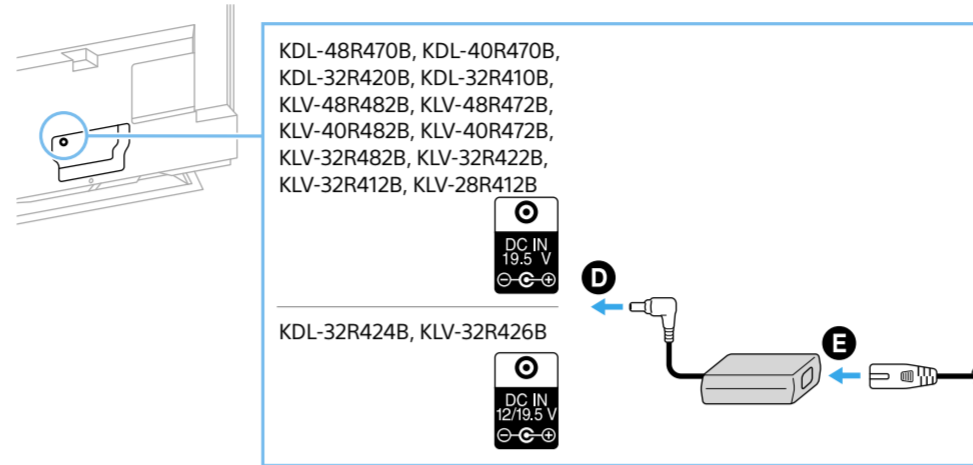 KDL-48R470B, KDL-40R470B,
KDL-32R420B, KDL-32R410B,
KLV-48R482B, KLV-48R472B,
KLV-40R482B, KLV-40R472B,
KLV-32R482B, KLV-32R422B,
KLV-32R412B, KLV-28R412B
DC IN
19.5 V
D
KDL-32R424B, KLV-32R426B
E
DC IN
12/19.5 V